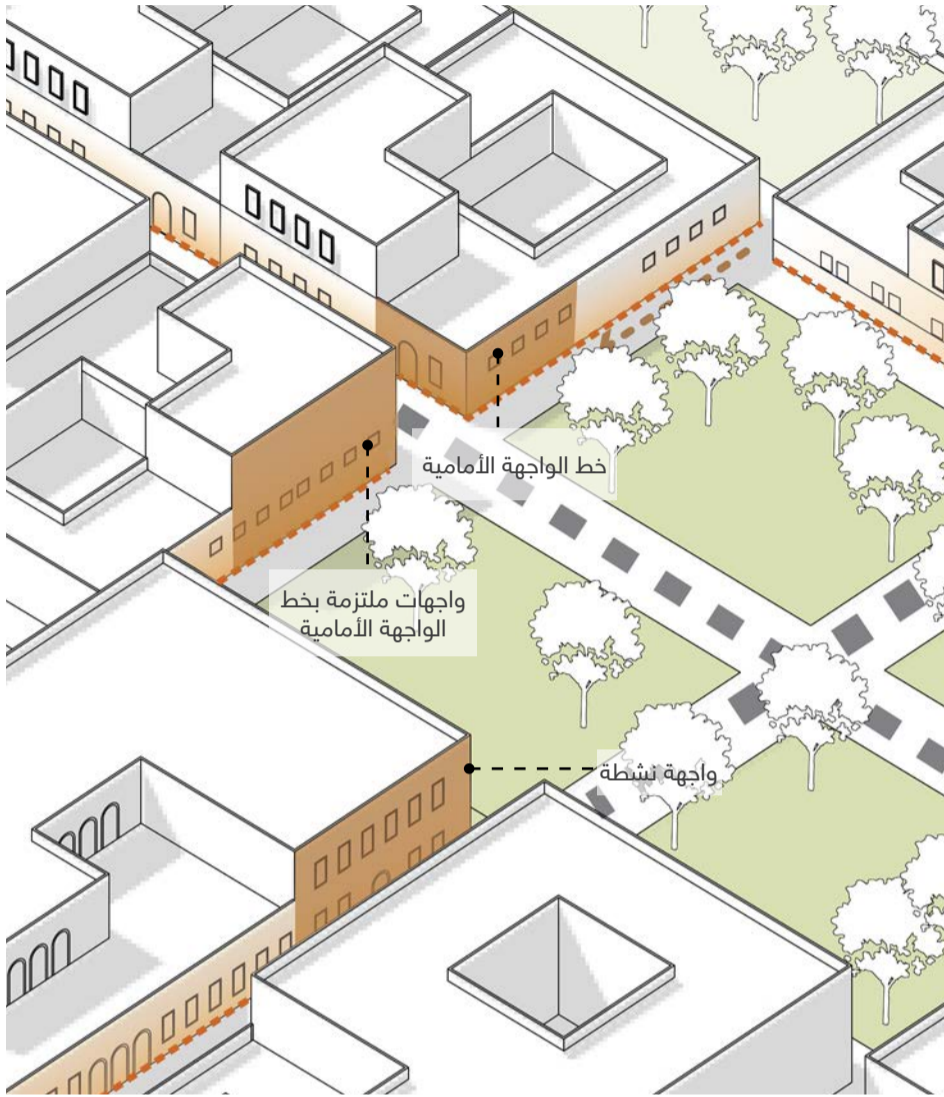 خط الواجهة الأمامية
واجهات ملتزمة بخط
الواجهة الأمامية
واجهة نشطة